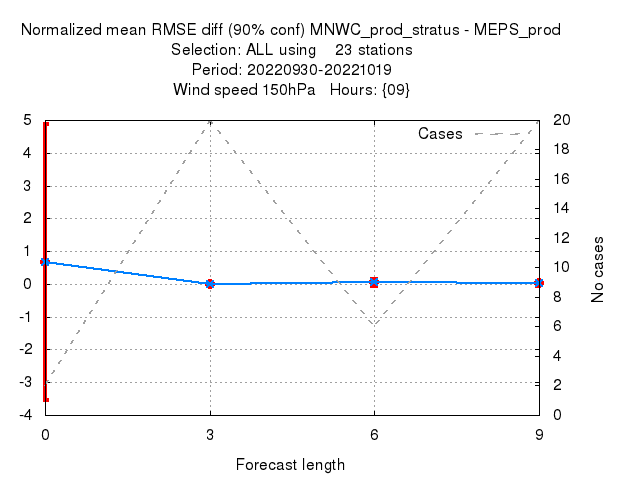 Normalized mean RMSE diff (90% conf) MNWC_prod_stratus - MEPS_prod
Selection: ALL using    23 stations
Period: 20220930-20221019
Wind speed 150hPa   Hours: {09}
Cases
5
4
3
2
1
0
-1
-2
-3
-4
20
18
16
14
12
10
8
6
4
2
0
No cases
0 3 6 9
Forecast length